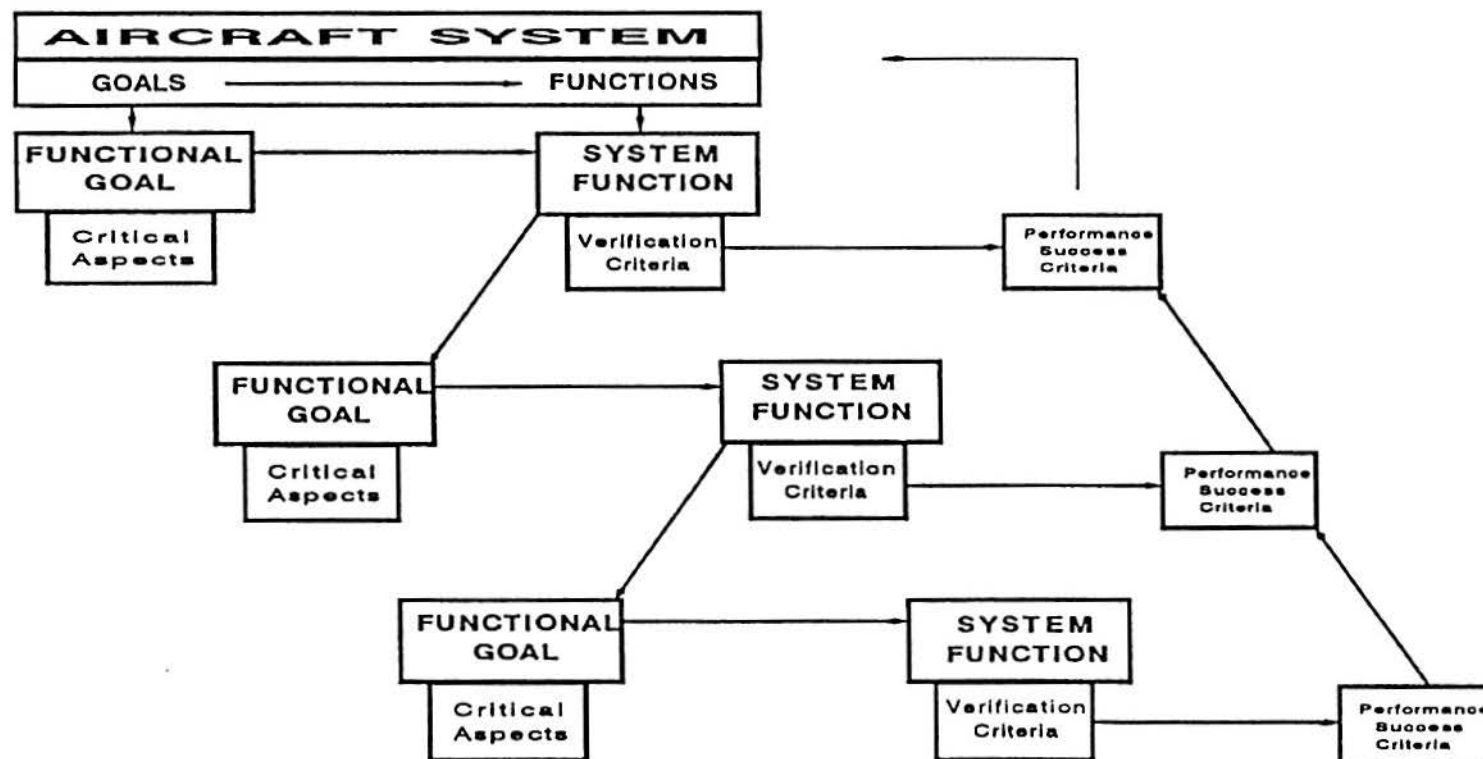 AIRCRAFT SYSTEM
GOALS
FUNCTIONS
FUNCTIONAL
GOAL
SYSTEM
FUNCTION
Critical
Aspects
Verification
Criteria
Performance
Success
Criteria
FUNCTIONAL
GOAL
SYSTEM
FUNCTION
Critical
Aspects
Verification
Criteria
Performance
Success
Criteria
FUNCTIONAL
GOAL
SYSTEM
FUNCTION
Critical
Aspects
Verification
Criteria
Performance
Success
Criteria